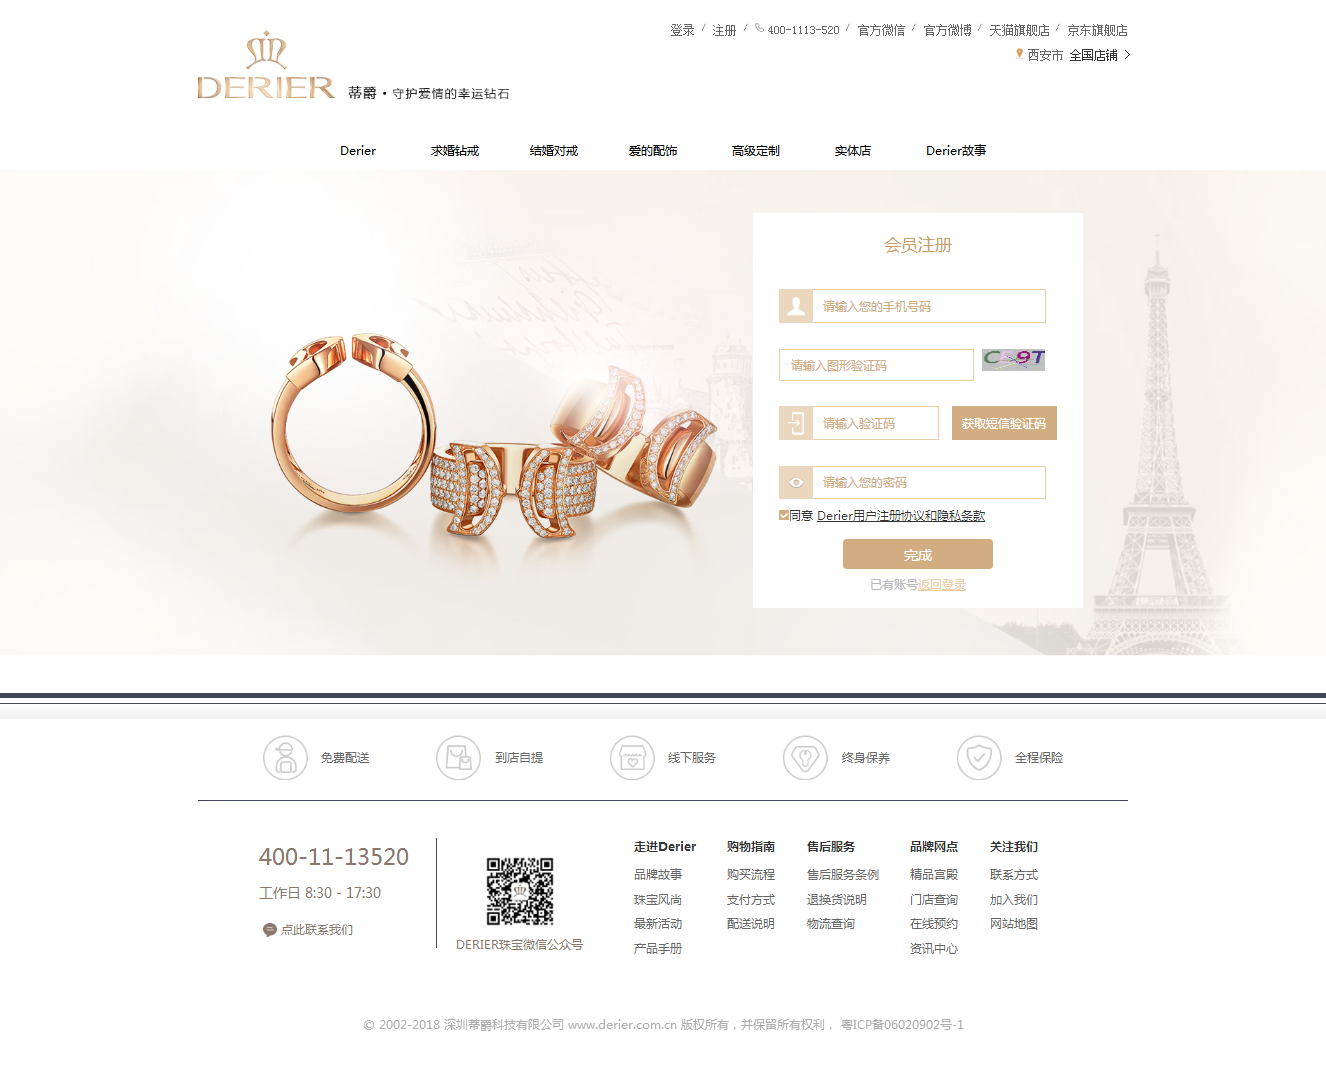 登录 / 注册 / 400-1113-520 / 官方微信 / 官方微博 / 天猫旗舰店 / 京东旗舰店
西安市 全国店铺
DERIER 蒂爵·守护爱情的幸运钻石
Derier 求婚钻戒 结婚对戒 爱的配饰 高级定制 实体店 Derier故事
会员注册
请输入您的手机号码
请输入图形验证码
请输入验证码 获取短信验证码
请输入您的密码
同意 Derier用户注册协议和隐私条款
完成
已有账号返回登录
免费配送 到店自提 线下服务 终身保养 全程保险
400-11-13520
工作日 8:30 - 17:30
点此联系我们
DERIER珠宝微信公众号
走进Derier 购物指南 售后服务 品牌网点 关注我们
品牌故事 购买流程 售后服务条例 精品宫殿 联系方式
珠宝风尚 支付方式 退换货说明 门店查询 加入我们
最新活动 配送说明 物流查询 在线预约 网站地图
产品手册 资讯中心
© 2002-2018 深圳蒂爵科技有限公司 www.derier.com.cn 版权所有，并保留所有权利， 粤ICP备06020902号-1